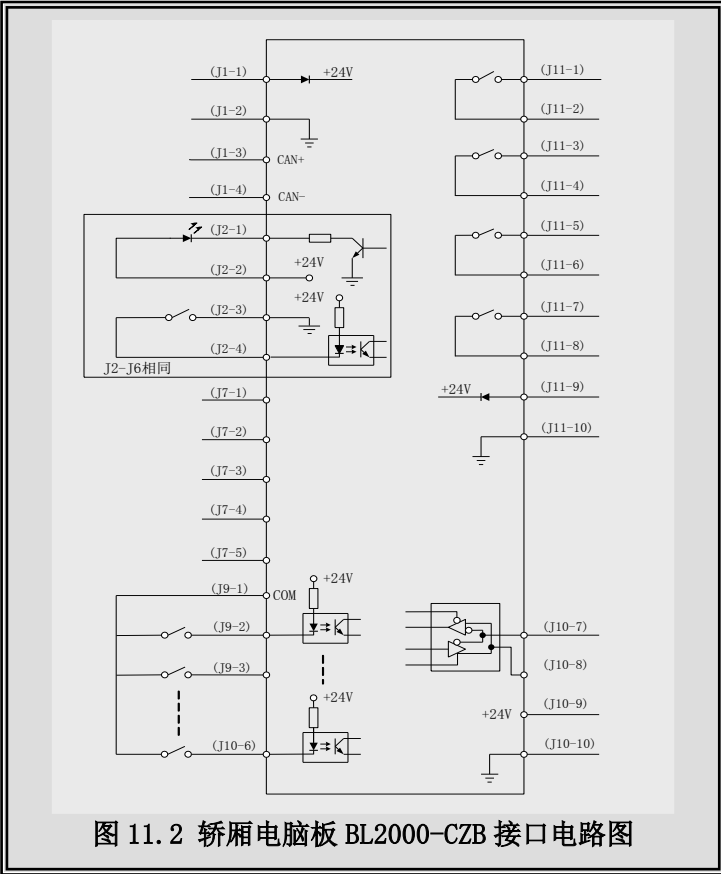 (J1-1)
+24V
(J1-2)
(J1-3)
CAN+
(J1-4)
CAN-
(J2-1)
(J2-2)
+24V
(J2-3)
+24V
(J2-4)
J2-J6相同
(J7-1)
(J7-2)
(J7-3)
(J7-4)
(J7-5)
(J9-1)
COM
+24V
(J9-2)
(J9-3)
+24V
(J10-6)
(J11-1)
(J11-2)
(J11-3)
(J11-4)
(J11-5)
(J11-6)
(J11-7)
(J11-8)
+24V
(J11-9)
(J11-10)
(J10-7)
(J10-8)
+24V
(J10-9)
(J10-10)
图 11.2 轿厢电脑板 BL2000-CZB 接口电路图